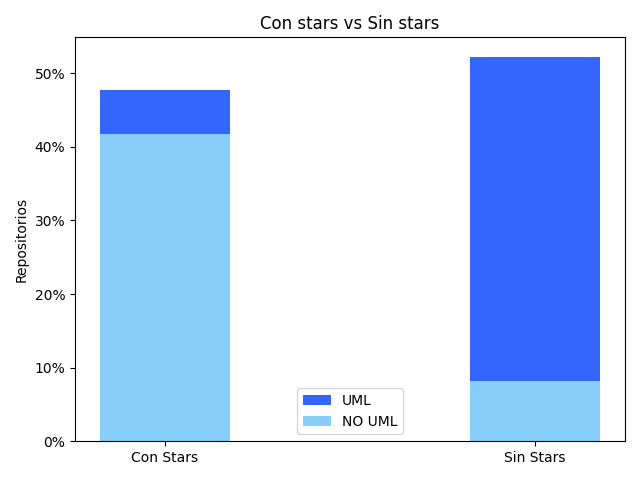 Con stars vs Sin stars
Repositorios
50%
40%
30%
20%
10%
0%
UML
NO UML
Con Stars
Sin Stars